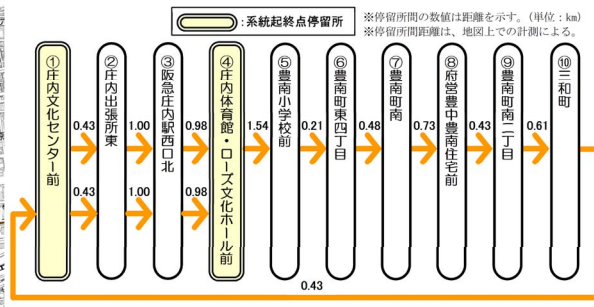 :系統起終点停留所
※停留所間の数値は距離を示す。(単位:km)
※停留所間距離は、地図上での計測による。
①庄内文化センター前
②庄内出張所東
③阪急庄内駅西口北
④庄内体育館・ローズ文化ホール前
⑤豊南小学校前
⑥豊南町東四丁目
⑦豊南町南
⑧府営豊中豊南住宅前
⑨豊南町南二丁目
⑩三和町
0.43 1.00 0.98 1.54 0.21 0.48 0.73 0.43 0.61
0.43 1.00 0.98
0.43